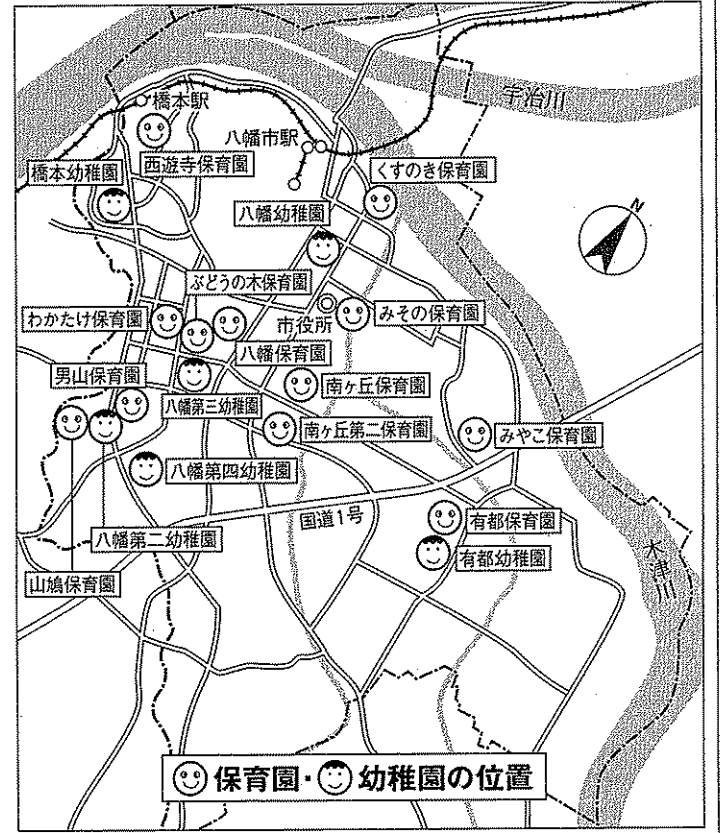 N
宇治川
橋本駅
八幡市駅
西遊寺保育園
くすのき保育園
橋本幼稚園
八幡幼稚園
ぶどうの木保育園
わかたけ保育園
市役所
みその保育園
八幡保育園
男山保育園
南ヶ丘保育園
八幡第三幼稚園
南ヶ丘第二保育園
みやこ保育園
八幡第四幼稚園
国道1号
有都保育園
八幡第二幼稚園
有都幼稚園
木津川
山鳩保育園
保育園・幼稚園の位置